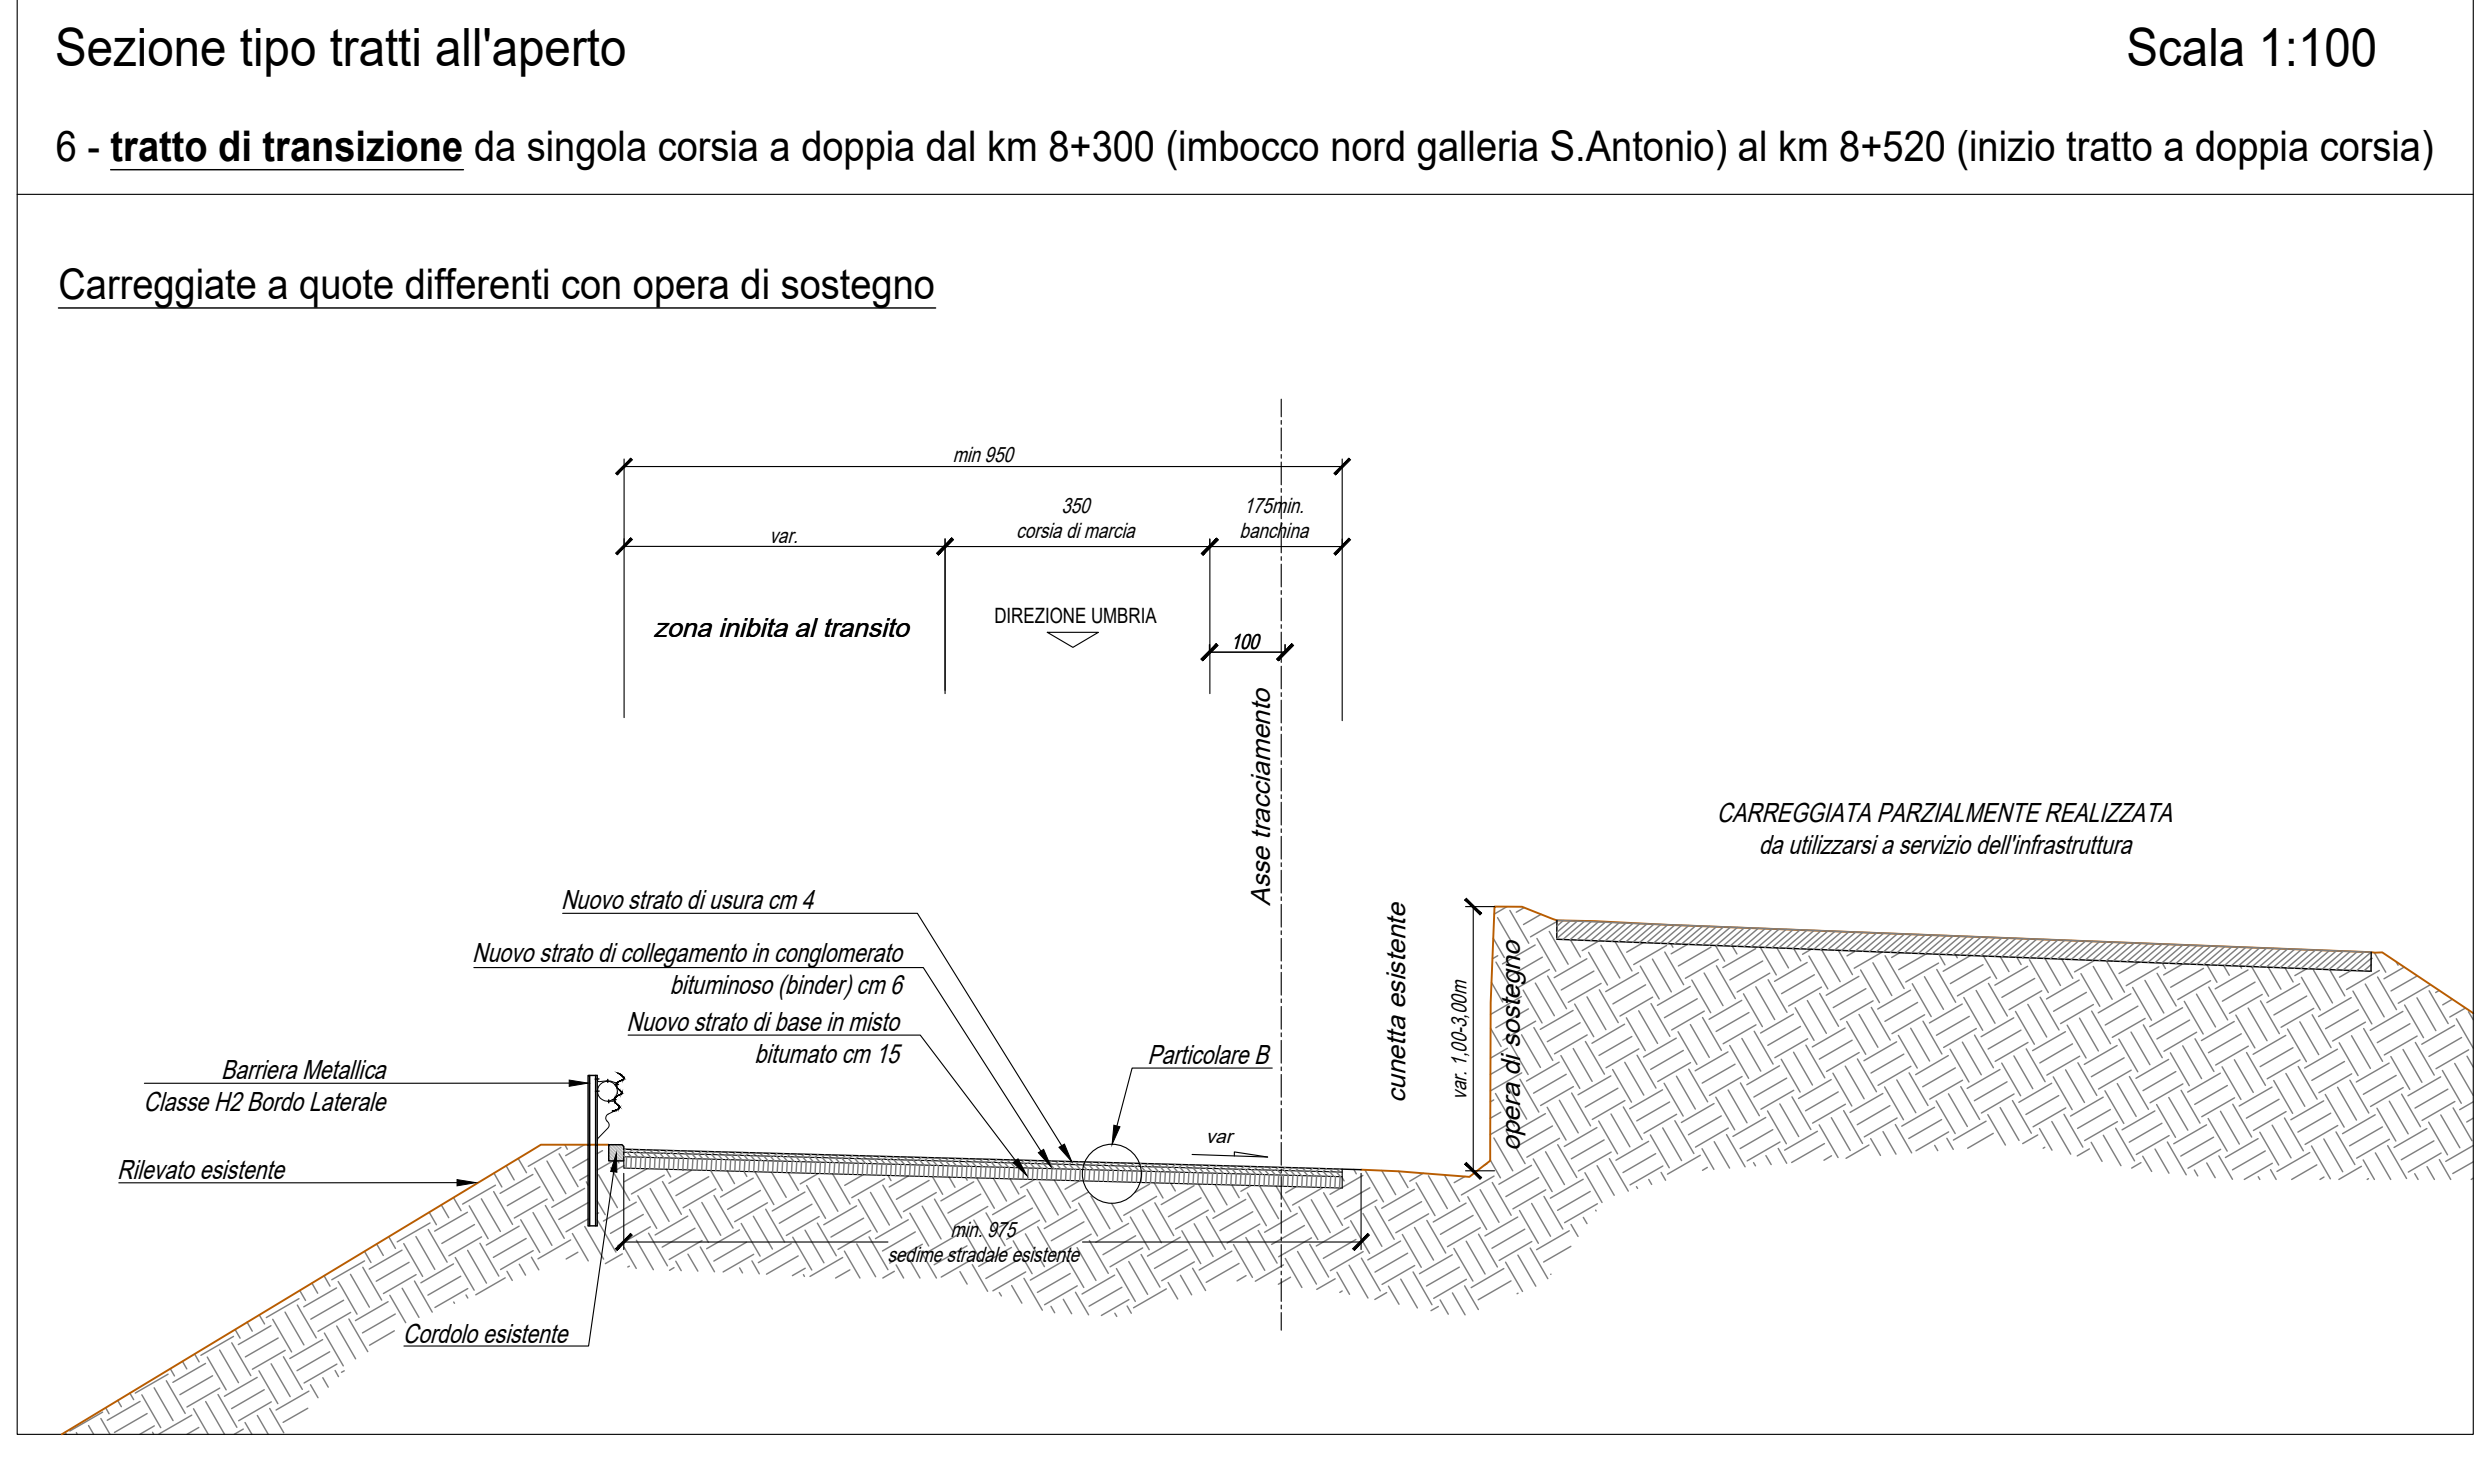 Sezione tipo tratti all'aperto
Scala 1:100
6 - tratto di transizione da singola corsia a doppia dal km 8+300 (imbocco nord galleria S.Antonio) al km 8+520 (inizio tratto a doppia corsia)
Carreggiate a quote differenti con opera di sostegno
min 950
var.
350
corsia di marcia
175min.
banchina
zona inibita al transito
DIREZIONE UMBRIA
100
Asse tracciamento
CARREGGIATA PARZIALMENTE REALIZZATA
da utilizzarsi a servizio dell'infrastruttura
Nuovo strato di usura cm 4
Nuovo strato di collegamento in conglomerato
bituminoso (binder) cm 6
Nuovo strato di base in misto
bitumato cm 15
Particolare B
cunetta esistente
var. 1,00-3,00m
opera di sostegno
Barriera Metallica
Classe H2 Bordo Laterale
var
Rilevato esistente
min. 975
sedime stradale esistente
Cordolo esistente